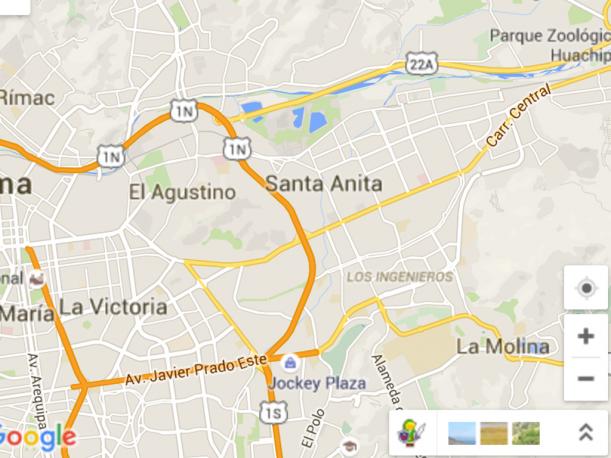 Parque Zoológic
Huachip
22A
Rímac
1N
Carr. Central
1N
1N
ma
El Agustino
Santa Anita
nal
LOS INGENIEROS
María
La Victoria
La Molina
Av. Javier Prado Este
Av. Arequipa
Jockey Plaza
Alameda
1S
El Polo
Google